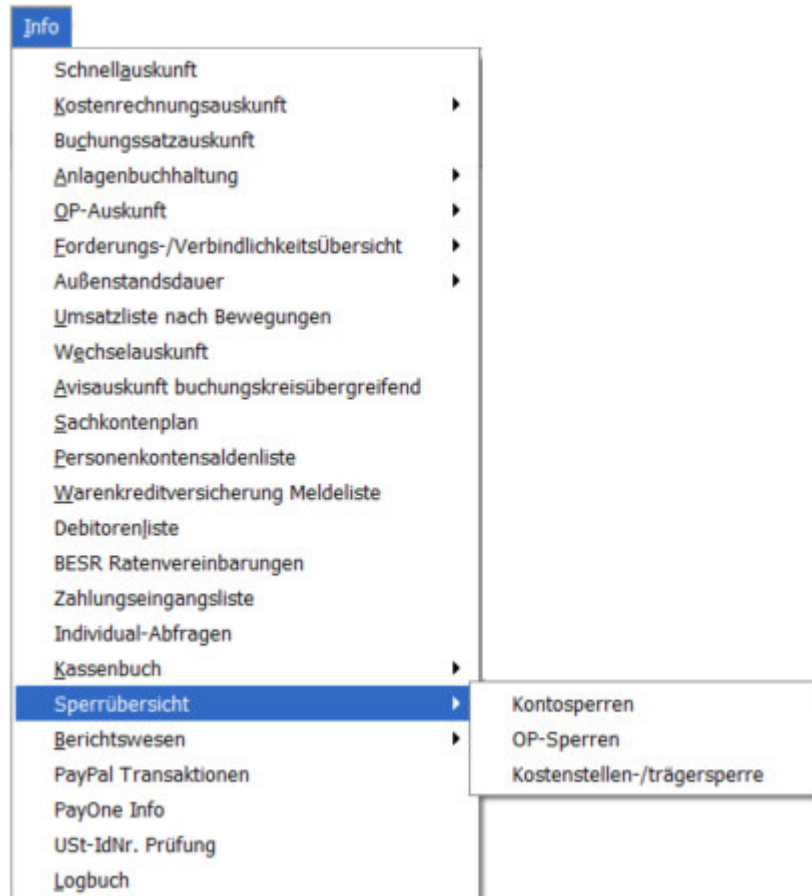 Info
Schnellauskunft
Kostenrechnungsauskunft
Buchungssatzauskunft
Anlagenbuchhaltung
OP-Auskunft
Forderungs-/VerbindlichkeitsÜbersicht
Außenstandsdauer
Umsatzliste nach Bewegungen
Wechselauskunft
Avisauskunft buchungskreisübergreifend
Sachkontenplan
Personenkontensaldenliste
Warenkreditversicherung Meldeliste
Debitorenliste
BESR Ratenvereinbarungen
Zahlungseingangsliste
Individual-Abfragen
Kassenbuch
Sperrübersicht
Kontosperren
Berichtswesen
OP-Sperren
PayPal Transaktionen
Kostenstellen-/trägersperre
PayOne Info
USt-IdNr. Prüfung
Logbuch